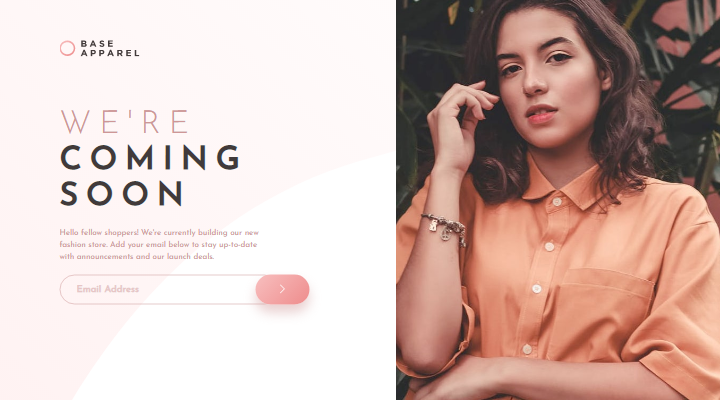 BASE
APPAREL
WE'RE
COMING
SOON
Hello fellow shoppers! We're currently building our new
fashion store. Add your email below to stay up-to-date
with announcements and our launch deals.
Email Address